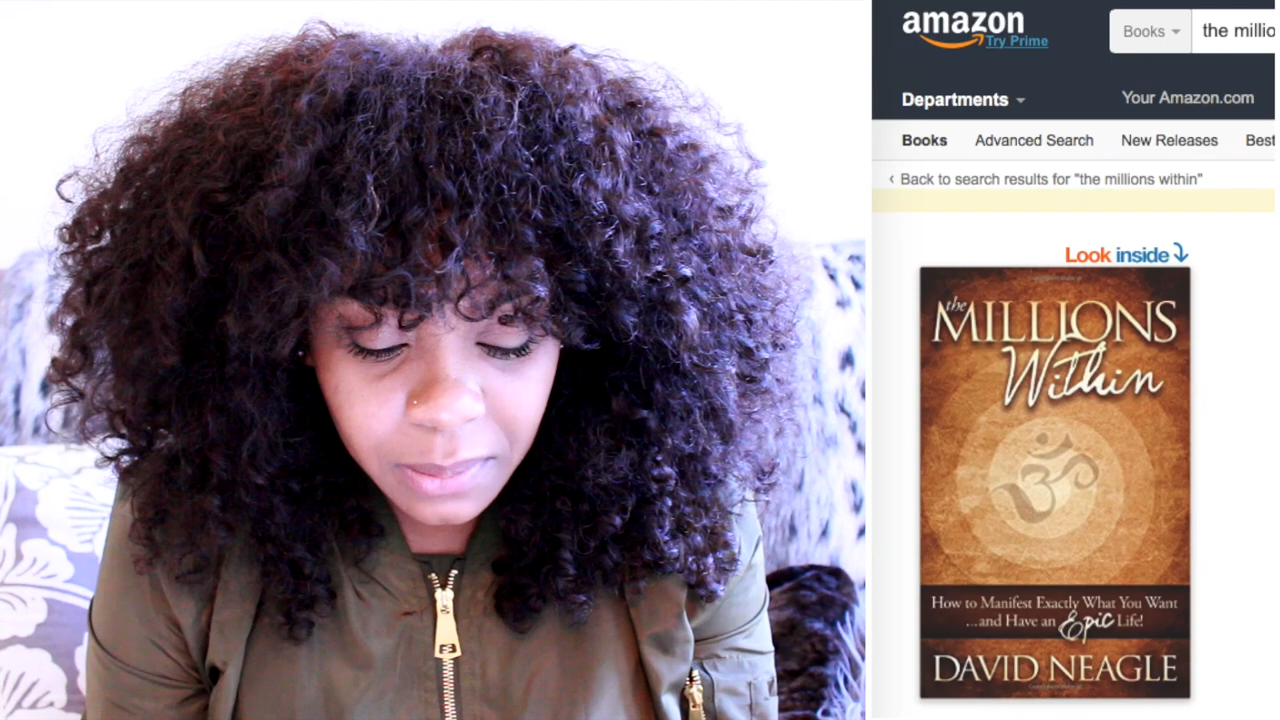 amazon
Try Prime
Books
the millio
Departments
Your Amazon.com
Books
Advanced Search
New Releases
Best
‹ Back to search results for "the millions within"
Look inside
the
MILLIONS
Within
How to Manifest Exactly What You Want
...and Have an Epic Life!
DAVID NEAGLE